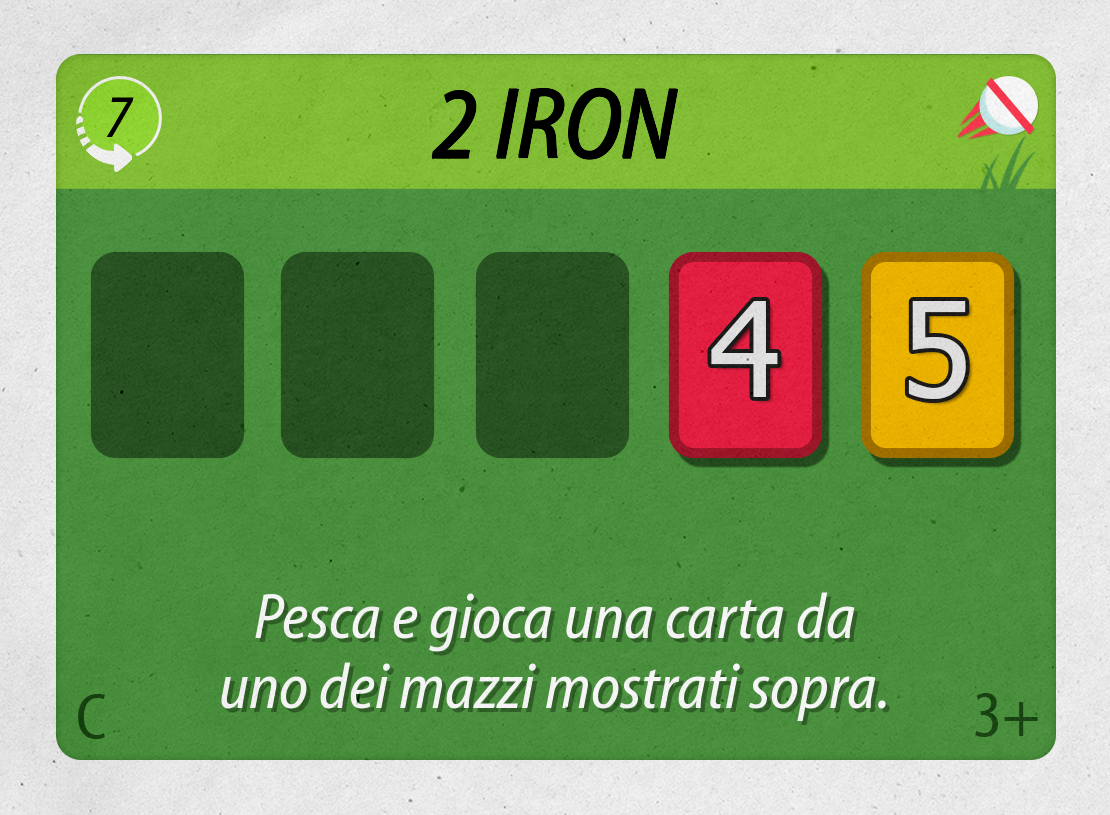 7
2 IRON
4 5
Pesca e gioca una carta da
uno dei mazzi mostrati sopra.
C 3+